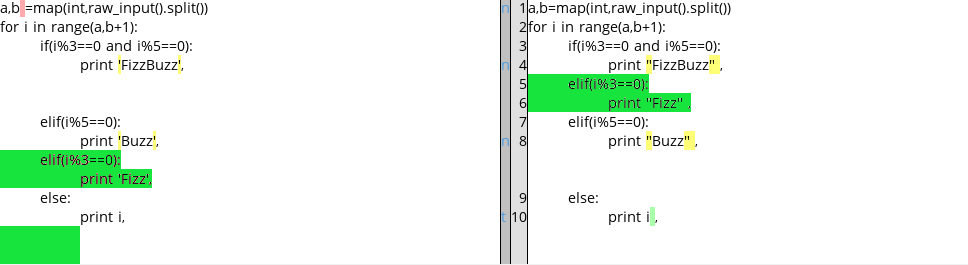 a,b =map(int,raw_input().split())
for i in range(a,b+1):
if(i%3==0 and i%5==0):
print 'FizzBuzz',
elif(i%5==0):
print 'Buzz',
elif(i%3==0):
print 'Fizz',
else:
print i,
n 1 a,b=map(int,raw_input().split())
2 for i in range(a,b+1):
3 if(i%3==0 and i%5==0):
n 4 print "FizzBuzz" ,
5 elif(i%3==0):
6 print "Fizz" ,
7 elif(i%5==0):
n 8 print "Buzz" ,
9 else:
t 10 print i ,